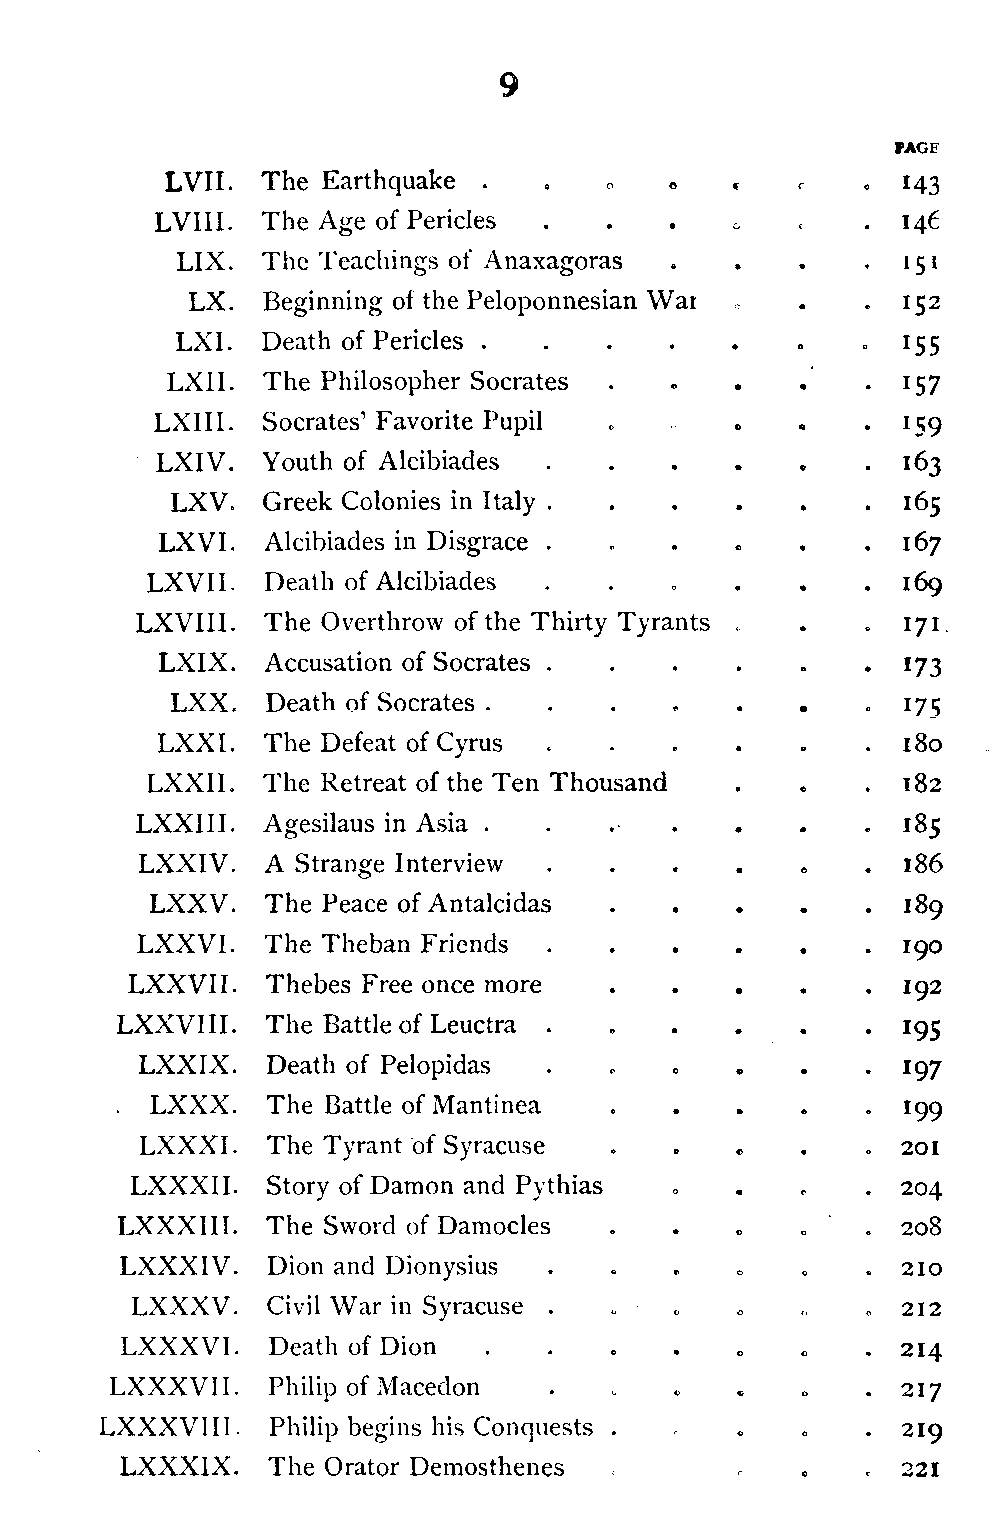 9
PAGE
LVII. The Earthquake . . . . . . . 143
LVIII. The Age of Pericles . . . . . . 146
LIX. The Teachings of Anaxagoras . . . . 151
LX. Beginning of the Peloponnesian War . . . 152
LXI. Death of Pericles . . . . . . . 155
LXII. The Philosopher Socrates . . . . . 157
LXIII. Socrates' Favorite Pupil . . . . . 159
LXIV. Youth of Alcibiades . . . . . . 163
LXV. Greek Colonies in Italy . . . . . . 165
LXVI. Alcibiades in Disgrace . . . . . . 167
LXVII. Death of Alcibiades . . . . . . 169
LXVIII. The Overthrow of the Thirty Tyrants . . . 171
LXIX. Accusation of Socrates . . . . . . 173
LXX. Death of Socrates . . . . . . . 175
LXXI. The Defeat of Cyrus . . . . . . 180
LXXII. The Retreat of the Ten Thousand . . . 182
LXXIII. Agesilaus in Asia . . . . . . . 185
LXXIV. A Strange Interview . . . . . . 186
LXXV. The Peace of Antalcidas . . . . . 189
LXXVI. The Theban Friends . . . . . . 190
LXXVII. Thebes Free once more . . . . . 192
LXXVIII. The Battle of Leuctra . . . . . . 195
LXXIX. Death of Pelopidas . . . . . . 197
LXXX. The Battle of Mantinea . . . . . 199
LXXXI. The Tyrant of Syracuse . . . . . 201
LXXXII. Story of Damon and Pythias . . . . 204
LXXXIII. The Sword of Damocles . . . . . 208
LXXXIV. Dion and Dionysius . . . . . . 210
LXXXV. Civil War in Syracuse . . . . . . 212
LXXXVI. Death of Dion . . . . . . . 214
LXXXVII. Philip of Macedon . . . . . . 217
LXXXVIII. Philip begins his Conquests . . . . . 219
LXXXIX. The Orator Demosthenes . . . . 221